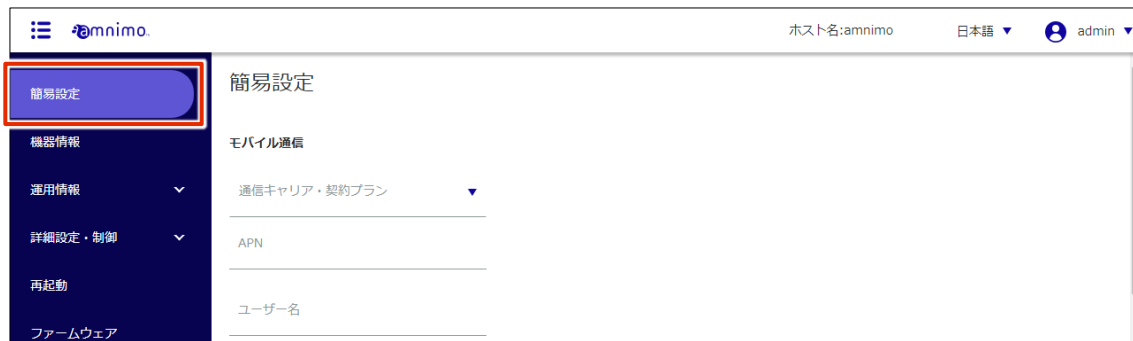 amnimo.
ホスト名:amnimo
日本語 ▼
admin ▼
簡易設定
機器情報
運用情報
詳細設定・制御
再起動
ファームウェア
簡易設定
モバイル通信
通信キャリア・契約プラン ▼
APN
ユーザー名